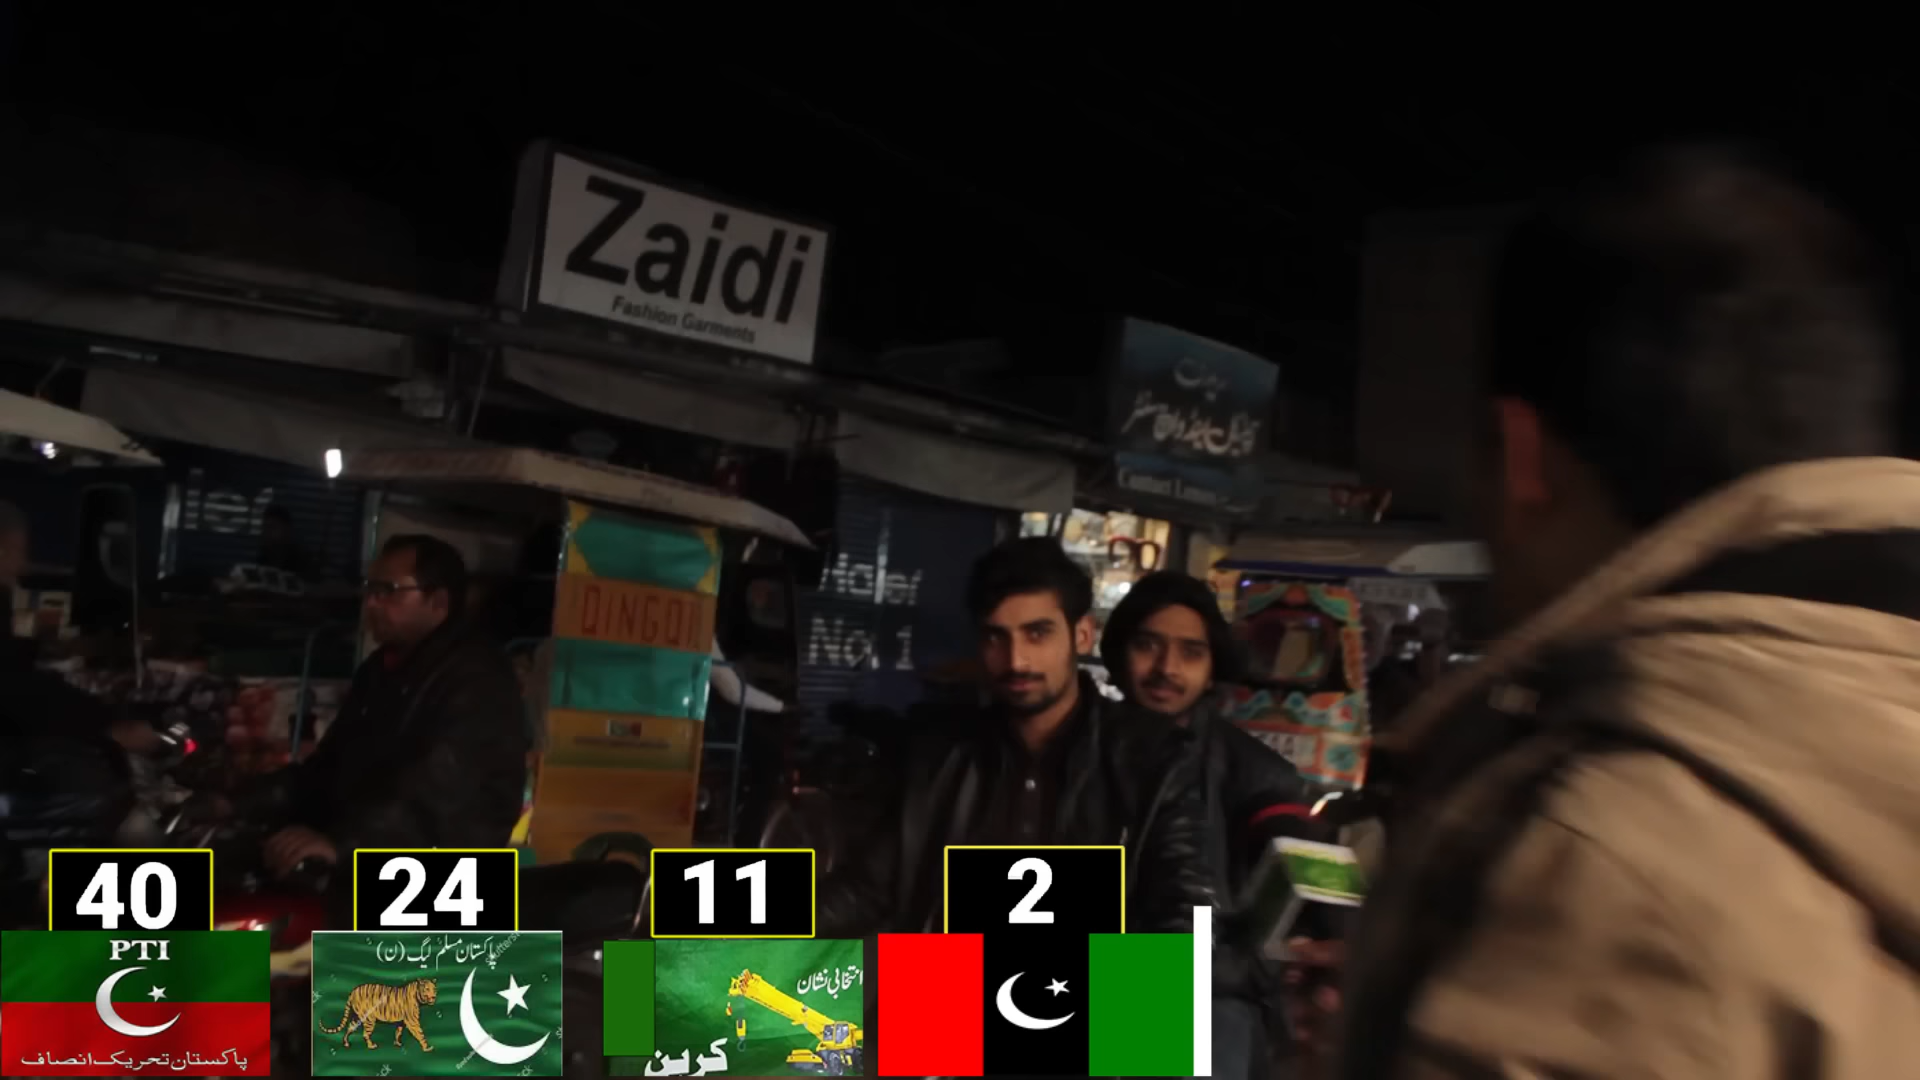 Zaidi
Fashion Garments
Haier
No. 1
QINGQI
40
24
11
2
PTI
پاکستان تحریک انصاف
پاکستان مسلم لیگ (ن)
انتخابی نشان
کرین